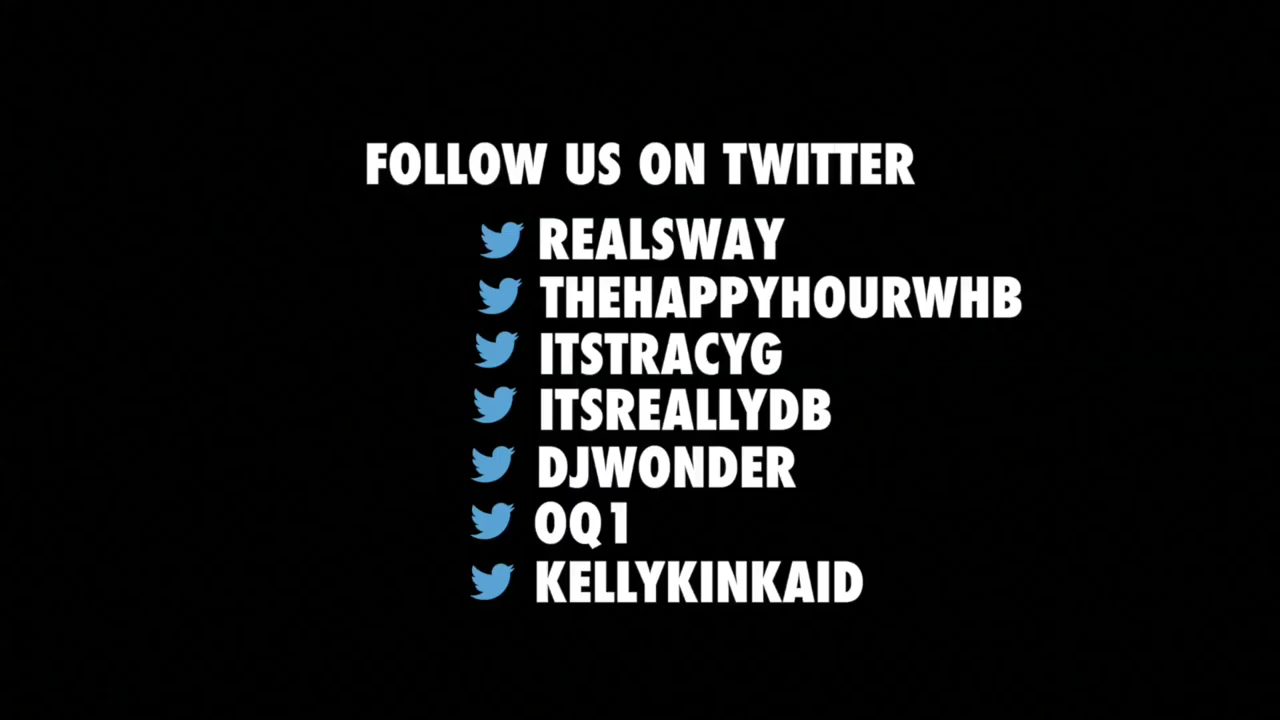 FOLLOW US ON TWITTER
REALSWAY
THEHAPPYHOURWHB
ITSTRACYG
ITSREALLYDB
DJWONDER
OQ1
KELLYKINKAID